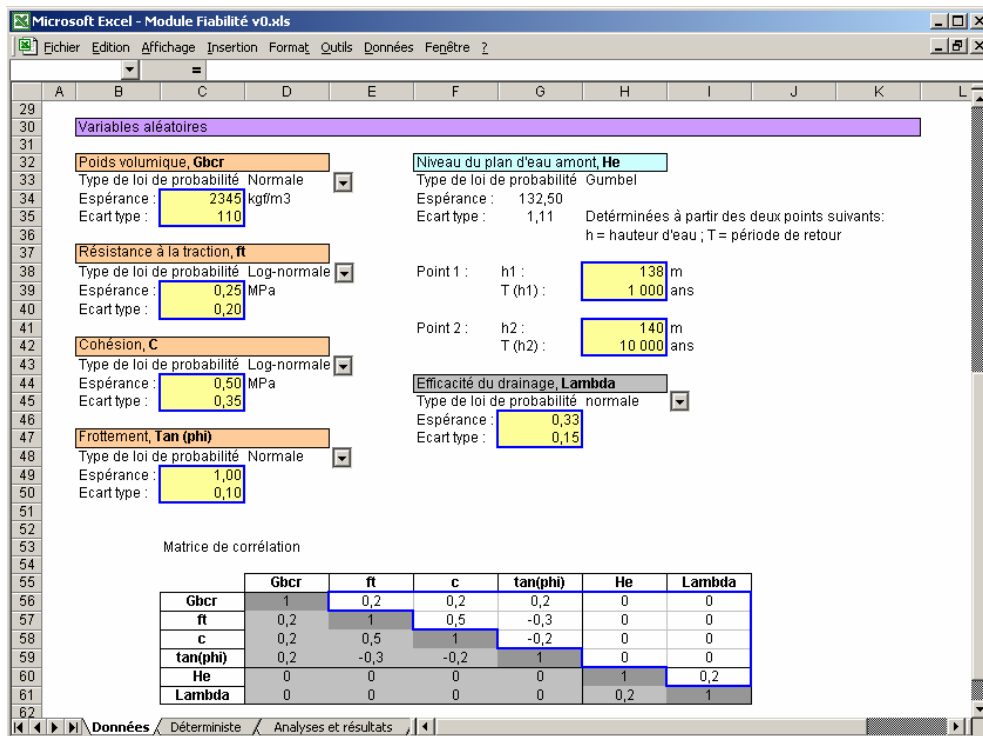 Microsoft Excel - Module Fiabilité v0.xls
Fichier Edition Affichage Insertion Format Outils Données Fenêtre ?
=
A B C D E F G H I J K L
29
30 Variables aléatoires
31
32 Poids volumique, Gbcr Niveau du plan d'eau amont, He
33 Type de loi de probabilité Normale Type de loi de probabilité Gumbel
34 Espérance : 2345 kgf/m3 Espérance : 132,50
35 Ecart type : 110 Ecart type : 1,11 Detérminées à partir des deux points suivants:
36 h = hauteur d'eau ; T = période de retour
37 Résistance à la traction, ft
38 Type de loi de probabilité Log-normale Point 1 : h1 : 138 m
39 Espérance : 0,25 MPa T (h1) : 1 000 ans
40 Ecart type : 0,20
41 Point 2 : h2 : 140 m
42 Cohésion, C T (h2) : 10 000 ans
43 Type de loi de probabilité Log-normale
44 Espérance : 0,50 MPa Efficacité du drainage, Lambda
45 Ecart type : 0,35 Type de loi de probabilité normale
46 Espérance : 0,33
47 Frottement, Tan (phi) Ecart type : 0,15
48 Type de loi de probabilité Normale
49 Espérance : 1,00
50 Ecart type : 0,10
51
52
53 Matrice de corrélation
54
55 Gbcr ft c tan(phi) He Lambda
56 Gbcr 1 0,2 0,2 0,2 0 0
57 ft 0,2 1 0,5 -0,3 0 0
58 c 0,2 0,5 1 -0,2 0 0
59 tan(phi) 0,2 -0,3 -0,2 1 0 0
60 He 0 0 0 0 1 0,2
61 Lambda 0 0 0 0 0,2 1
62
Données Déterministe Analyses et résultats